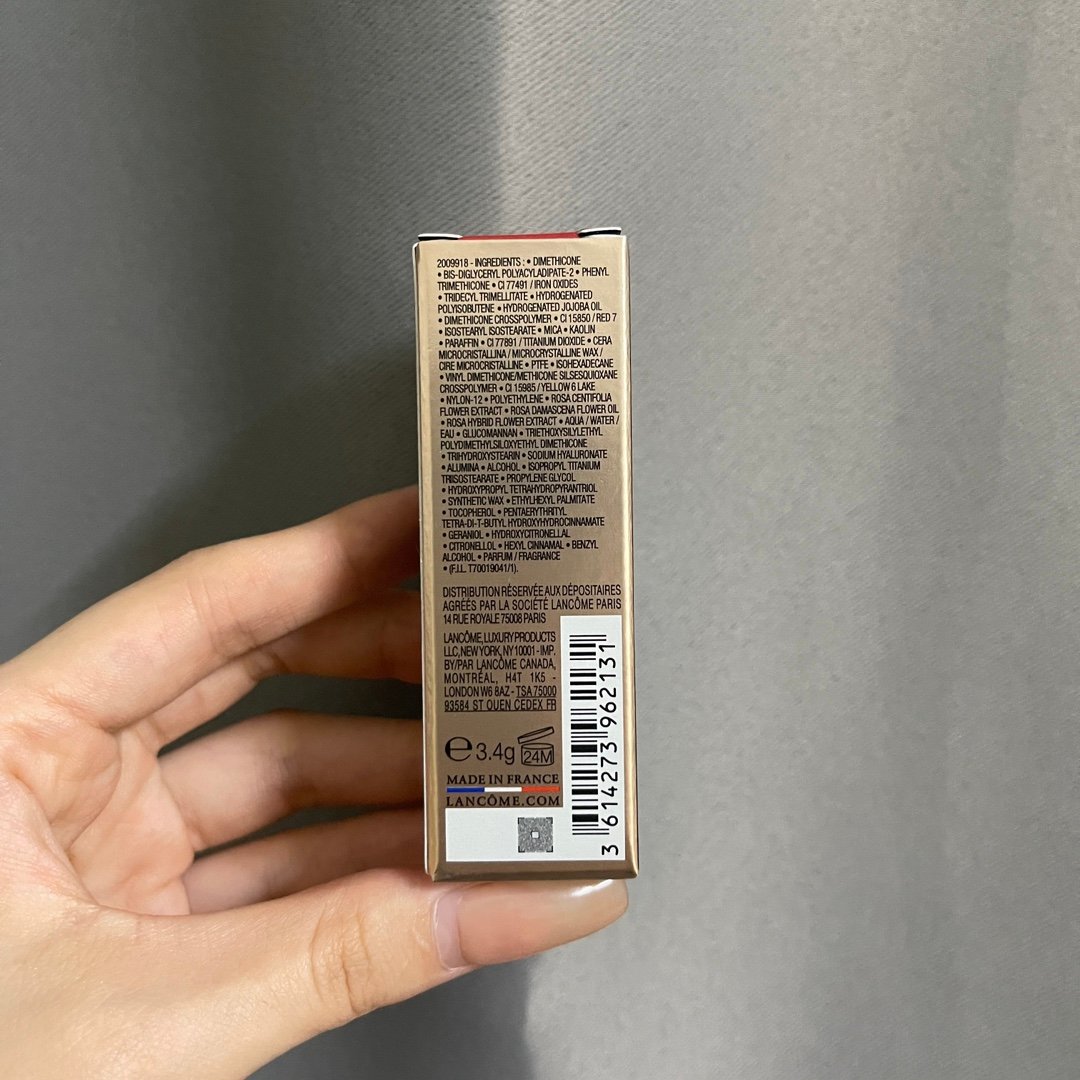 2009918 - INGREDIENTS : • DIMETHICONE
• BIS-DIGLYCERYL POLYACYLADIPATE-2 • PHENYL
TRIMETHICONE • CI 77491 / IRON OXIDES
• TRIDECYL TRIMELLITATE • HYDROGENATED
POLYISOBUTENE • HYDROGENATED JOJOBA OIL
• DIMETHICONE CROSSPOLYMER • CI 15850 / RED 7
• ISOSTEARYL ISOSTEARATE • MICA • KAOLIN
• PARAFFIN • CI 77891 / TITANIUM DIOXIDE • CERA
MICROCRISTALLINA / MICROCRYSTALLINE WAX /
CIRE MICROCRISTALLINE • PTFE • ISOHEXADECANE
• VINYL DIMETHICONE/METHICONE SILSESQUIOXANE
CROSSPOLYMER • CI 15985 / YELLOW 6 LAKE
• NYLON-12 • POLYETHYLENE • ROSA CENTIFOLIA
FLOWER EXTRACT • ROSA DAMASCENA FLOWER OIL
• ROSA HYBRID FLOWER EXTRACT • AQUA / WATER /
EAU • GLUCOMANNAN • TRIETHOXYSILYLETHYL
POLYDIMETHYLSILOXYETHYL DIMETHICONE
• TRIHYDROXYSTEARIN • SODIUM HYALURONATE
• ALUMINA • ALCOHOL • ISOPROPYL TITANIUM
TRIISOSTEARATE • PROPYLENE GLYCOL
• HYDROXYPROPYL TETRAHYDROPYRANTRIOL
• SYNTHETIC WAX • ETHYLHEXYL PALMITATE
• TOCOPHEROL • PENTAERYTHRITYL
TETRA-DI-T-BUTYL HYDROXYHYDROCINNAMATE
• GERANIOL • HYDROXYCITRONELLAL
• CITRONELLOL • HEXYL CINNAMAL • BENZYL
ALCOHOL • PARFUM / FRAGRANCE
• (F.I.L. T70019041/1).
DISTRIBUTION RÉSERVÉE AUX DÉPOSITAIRES
AGRÉÉS PAR LA SOCIÉTÉ LANCÔME PARIS
14 RUE ROYALE 75008 PARIS
LANCÔME, LUXURY PRODUCTS
LLC, NEW YORK, NY 10001 - IMP.
BY/PAR LANCÔME CANADA,
MONTRÉAL, H4T 1K5 -
LONDON W6 8AZ - TSA 75000
93584 ST OUEN CEDEX FR
e 3.4g 24M
MADE IN FRANCE
LANCÔME.COM
3 614273 962131